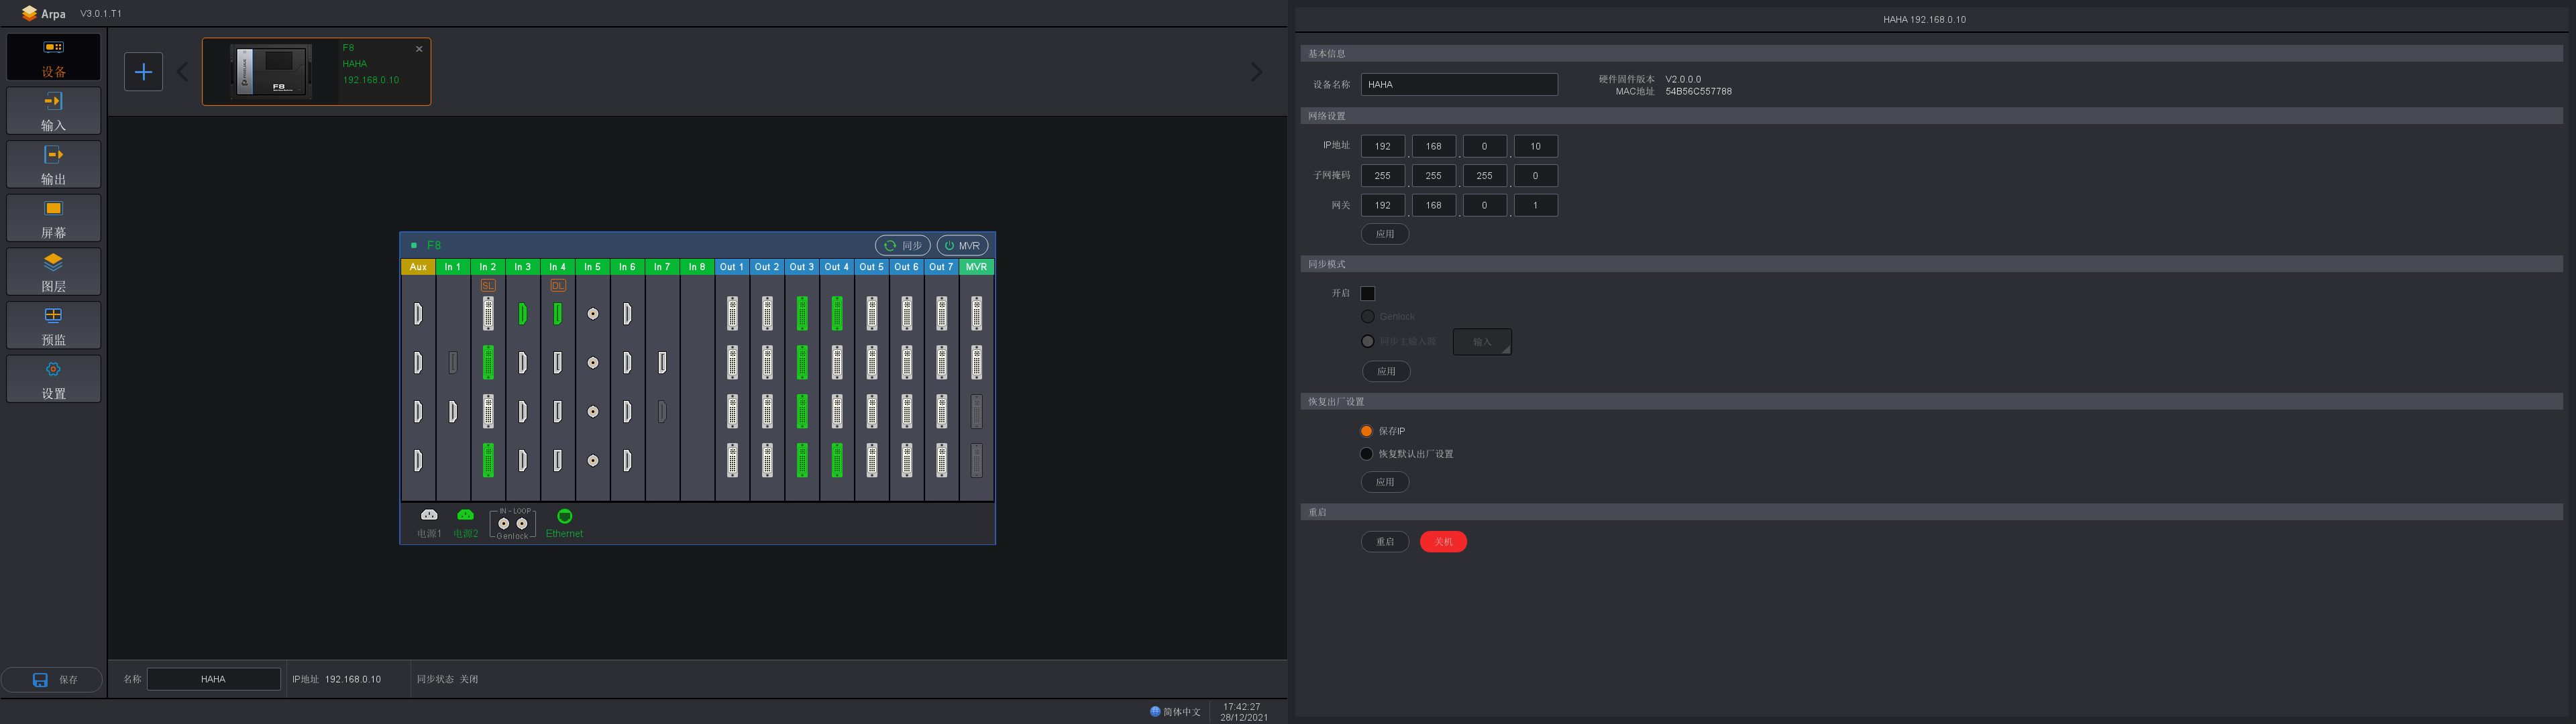 Arpa V3.0.1.T1
设备
输入
输出
屏幕
图层
预监
设置
保存
F8
HAHA
192.168.0.10
F8
F8 同步 MVR
Aux In 1 In 2 In 3 In 4 In 5 In 6 In 7 In 8 Out 1 Out 2 Out 3 Out 4 Out 5 Out 6 Out 7 MVR
SL DL
IN - LOOP
电源1 电源2 Genlock Ethernet
名称 HAHA IP地址 192.168.0.10 同步状态 关闭
简体中文 17:42:27
28/12/2021
HAHA 192.168.0.10
基本信息
设备名称 HAHA 硬件固件版本 V2.0.0.0
MAC地址 54B56C557788
网络设置
IP地址 192 . 168 . 0 . 10
子网掩码 255 . 255 . 255 . 0
网关 192 . 168 . 0 . 1
应用
同步模式
开启
Genlock
同步主输入源 输入
应用
恢复出厂设置
保存IP
恢复默认出厂设置
应用
重启
重启 关机